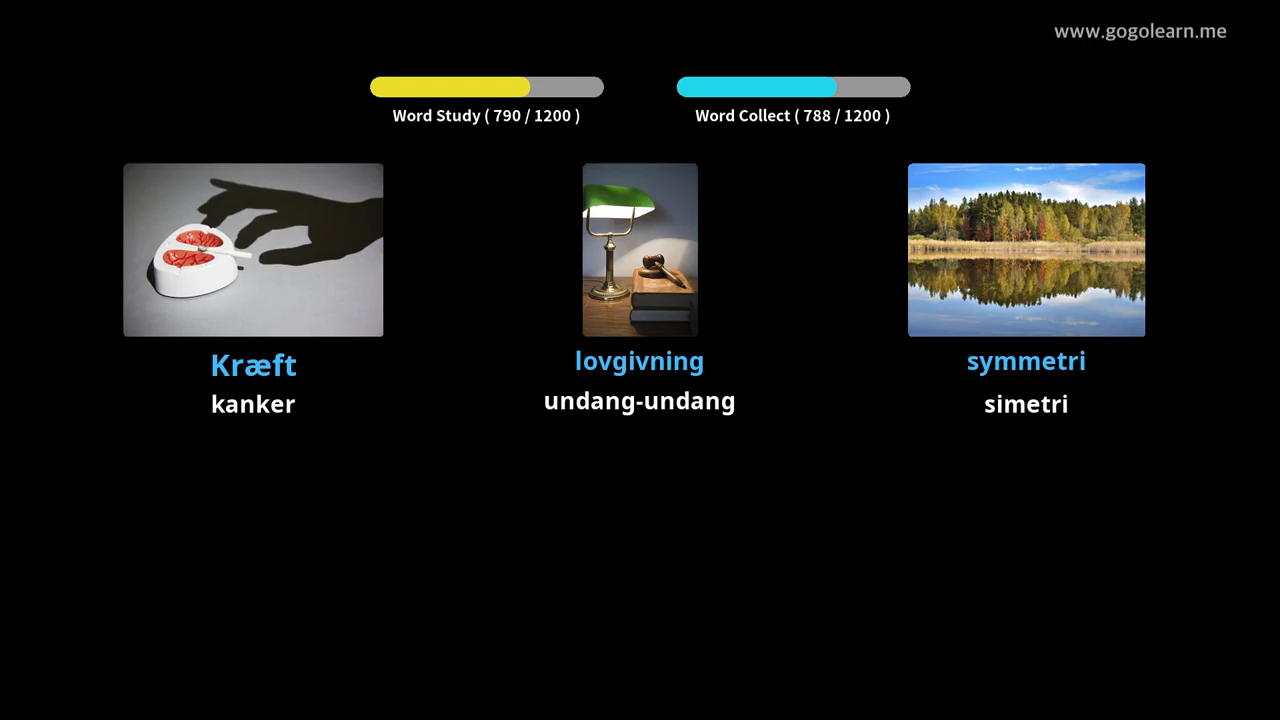 www.gogolearn.me
Word Study ( 790 / 1200 )
Word Collect ( 788 / 1200 )
Kræft
kanker
lovgivning
undang-undang
symmetri
simetri